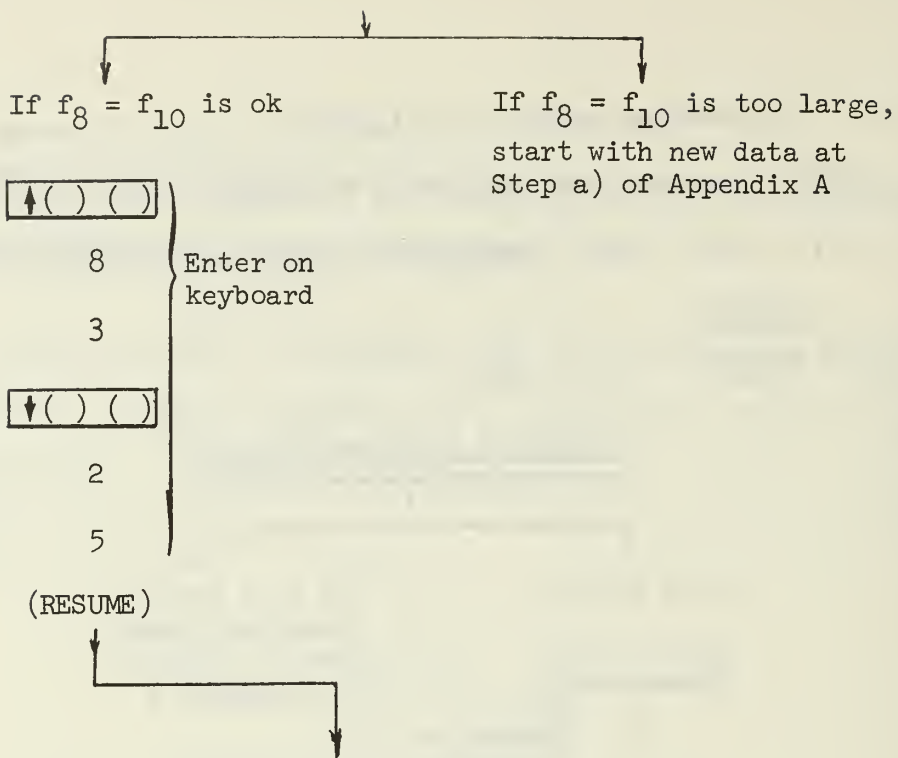 If f8 = f10 is ok
If f8 = f10 is too large,
start with new data at
Step a) of Appendix A
↑( ) ( )
8
3
↓( ) ( )
2
5
Enter on
keyboard
(RESUME)